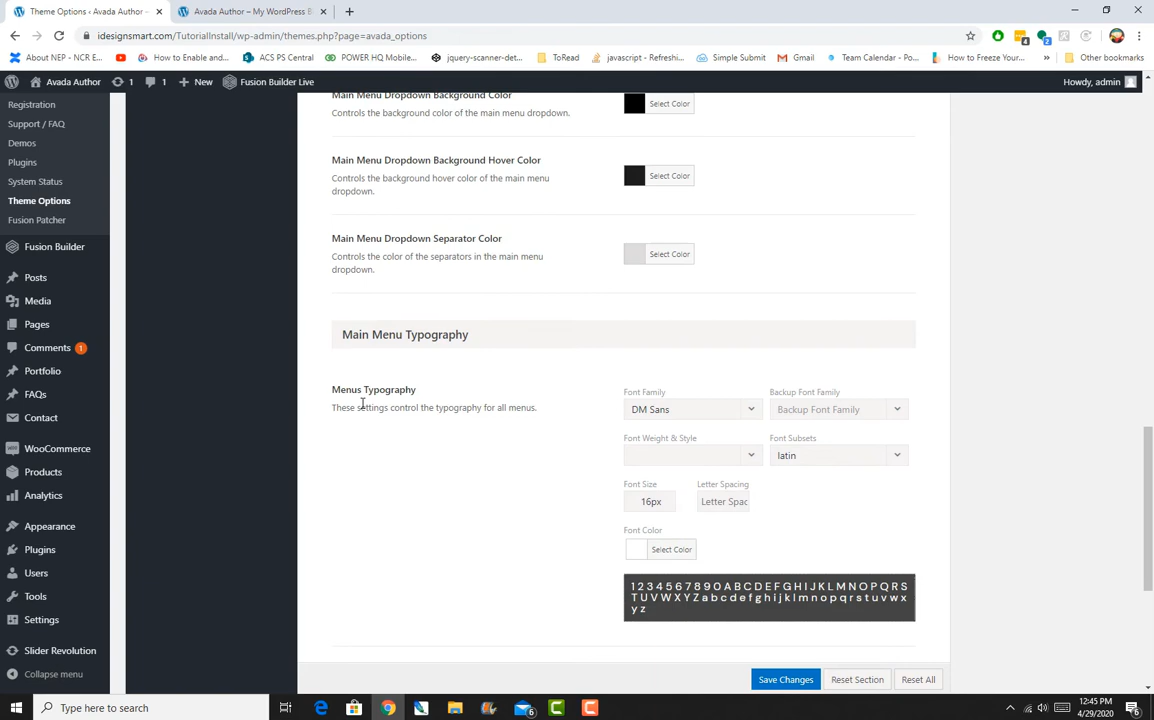 Theme Options ‹ Avada Author –
Avada Author – My WordPress B
idesignsmart.com/TutorialInstall/wp-admin/themes.php?page=avada_options
About NEP - NCR E...
How to Enable and...
ACS PS Central
POWER HQ Mobile...
jquery-scanner-det...
ToRead
javascript - Refreshi...
Simple Submit
Gmail
Team Calendar - Po...
How to Freeze Your...
»
Other bookmarks
Avada Author
1
1
New
Fusion Builder Live
Howdy, admin
Registration
Support / FAQ
Demos
Plugins
System Status
Theme Options
Fusion Patcher
Fusion Builder
Posts
Media
Pages
Comments 1
Portfolio
FAQs
Contact
WooCommerce
Products
Analytics
Appearance
Plugins
Users
Tools
Settings
Slider Revolution
Collapse menu
Main Menu Dropdown Background Color
Controls the background color of the main menu dropdown.
Select Color
Main Menu Dropdown Background Hover Color
Controls the background hover color of the main menu
dropdown.
Select Color
Main Menu Dropdown Separator Color
Controls the color of the separators in the main menu
dropdown.
Select Color
Main Menu Typography
Menus Typography
These settings control the typography for all menus.
Font Family
Backup Font Family
DM Sans
Backup Font Family
Font Weight & Style
Font Subsets
latin
Font Size
Letter Spacing
16px
Letter Spac
Font Color
Select Color
1 2 3 4 5 6 7 8 9 0 A B C D E F G H I J K L M N O P Q R S
T U V W X Y Z a b c d e f g h i j k l m n o p q r s t u v w x
y z
Save Changes
Reset Section
Reset All
Type here to search
6
12:45 PM
4/29/2020
6